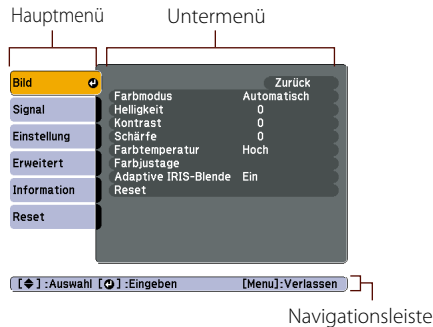 Hauptmenü Untermenü
Bild Zurück
Signal
Einstellung
Erweitert
Information
Reset
Farbmodus Automatisch
Helligkeit 0
Kontrast 0
Schärfe 0
Farbtemperatur Hoch
Farbjustage
Adaptive IRIS-Blende Ein
Reset
[ ] :Auswahl [ ] :Eingeben [Menu]:Verlassen
Navigationsleiste